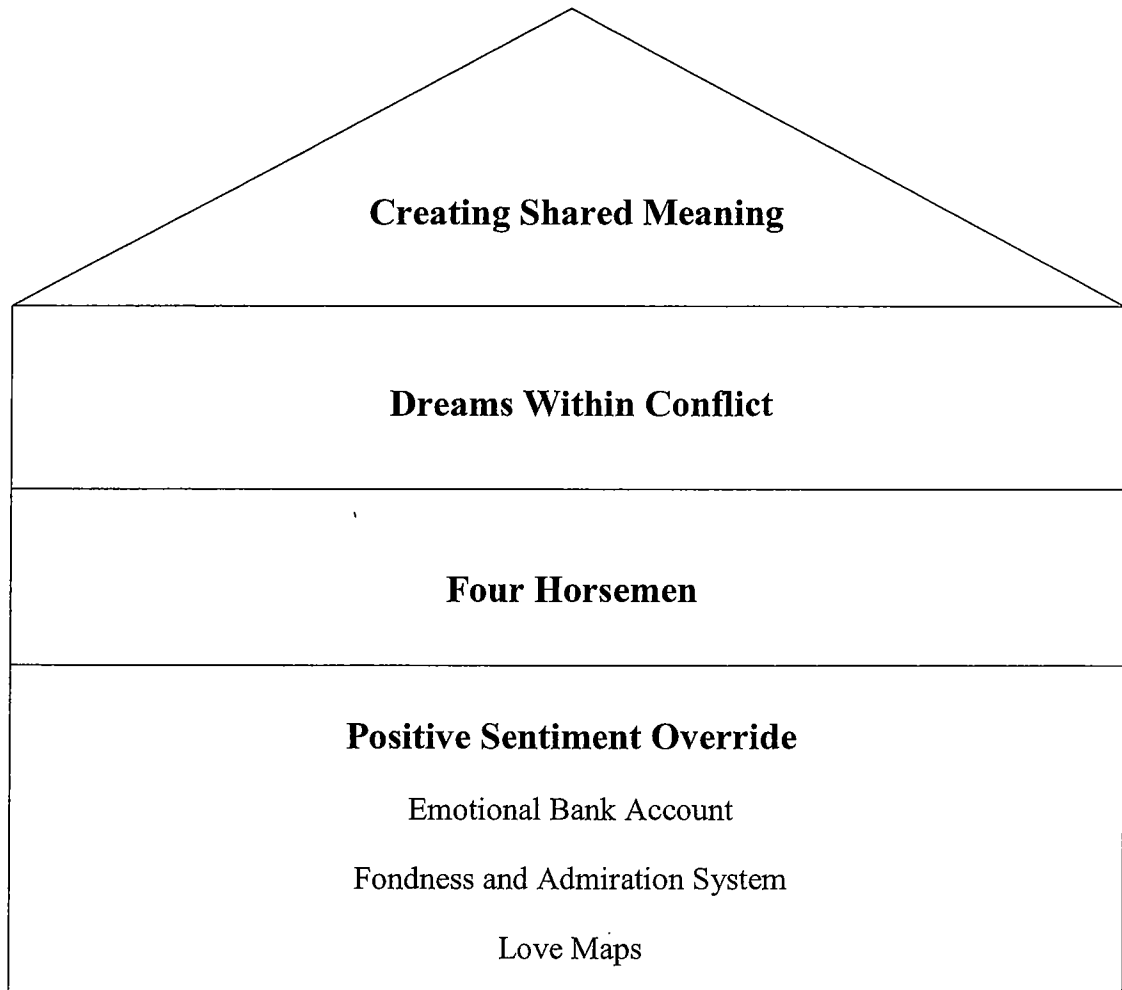 Creating Shared Meaning
Dreams Within Conflict
Four Horsemen
Positive Sentiment Override
Emotional Bank Account
Fondness and Admiration System
Love Maps